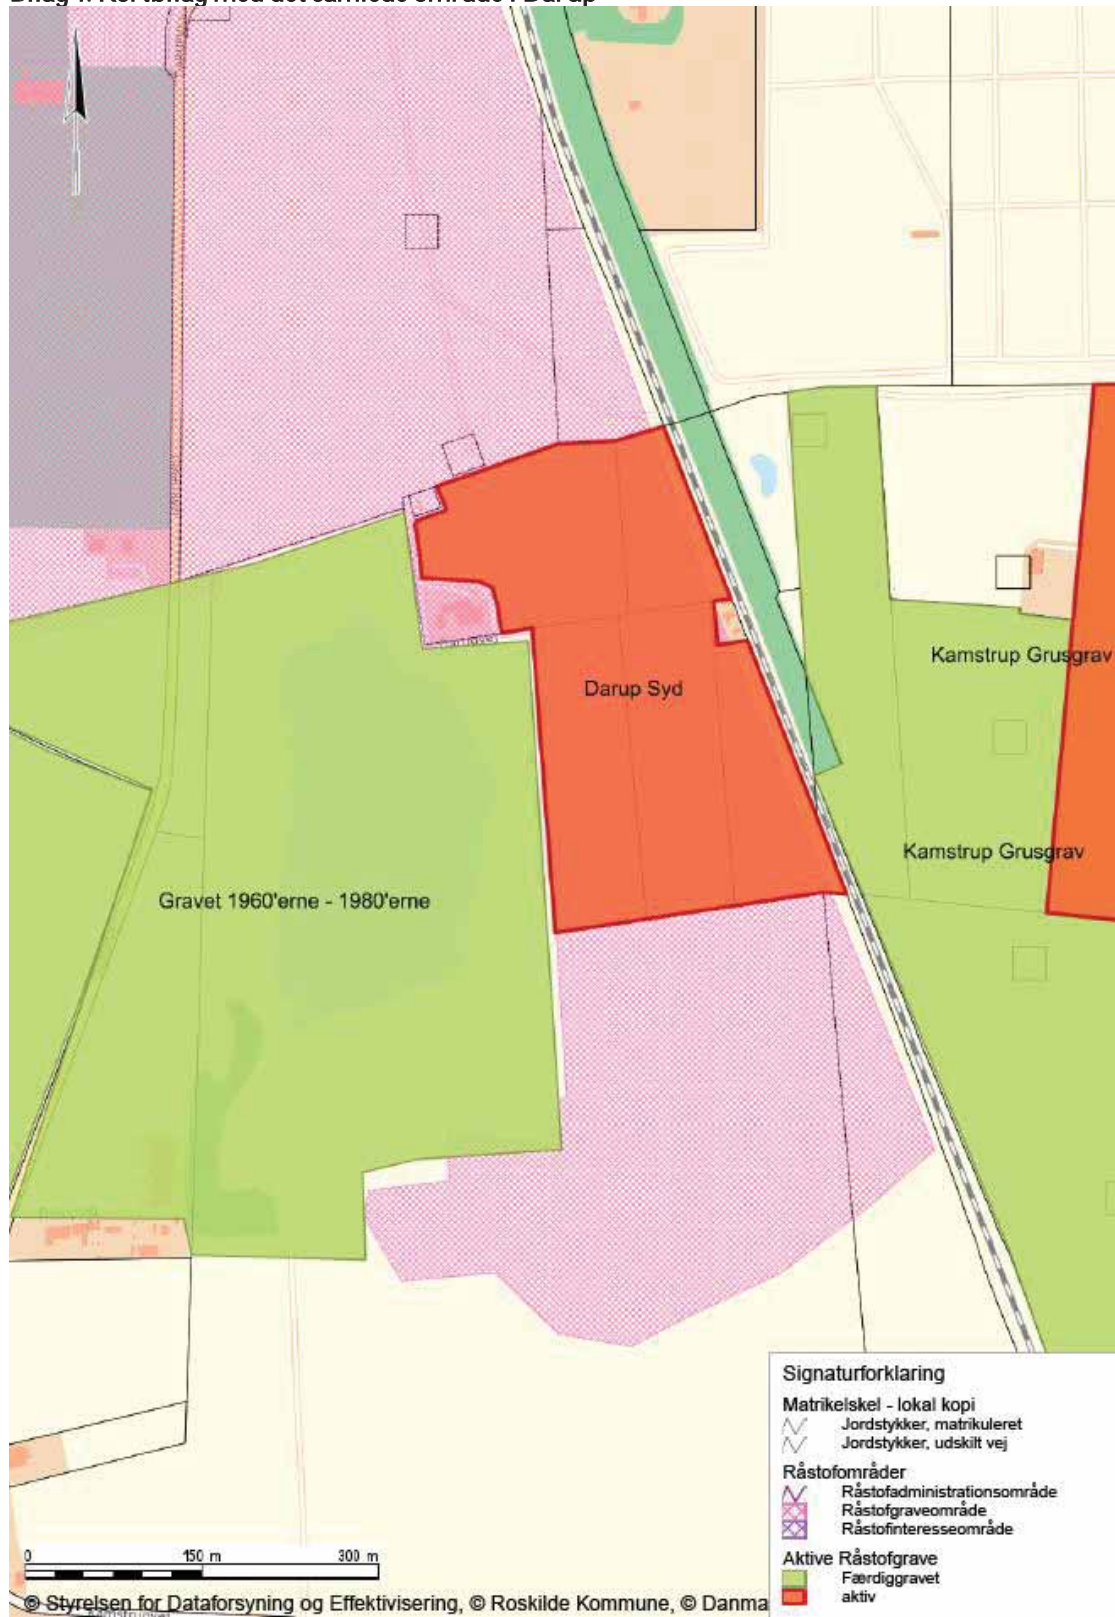 Darup Syd
Kamstrup Grusgrav
Kamstrup Grusgrav
Gravet 1960'erne - 1980'erne
Signaturforklaring
Matrikelskel - lokal kopi
Jordstykker, matrikuleret
Jordstykker, udskilt vej
Råstofområder
Råstofadministrationsområde
Råstofgraveområde
Råstofinteresseområde
Aktive Råstofgrave
Færdiggravet
aktiv
0 150 m 300 m
© Styrelsen for Dataforsyning og Effektivisering, © Roskilde Kommune, © Danma